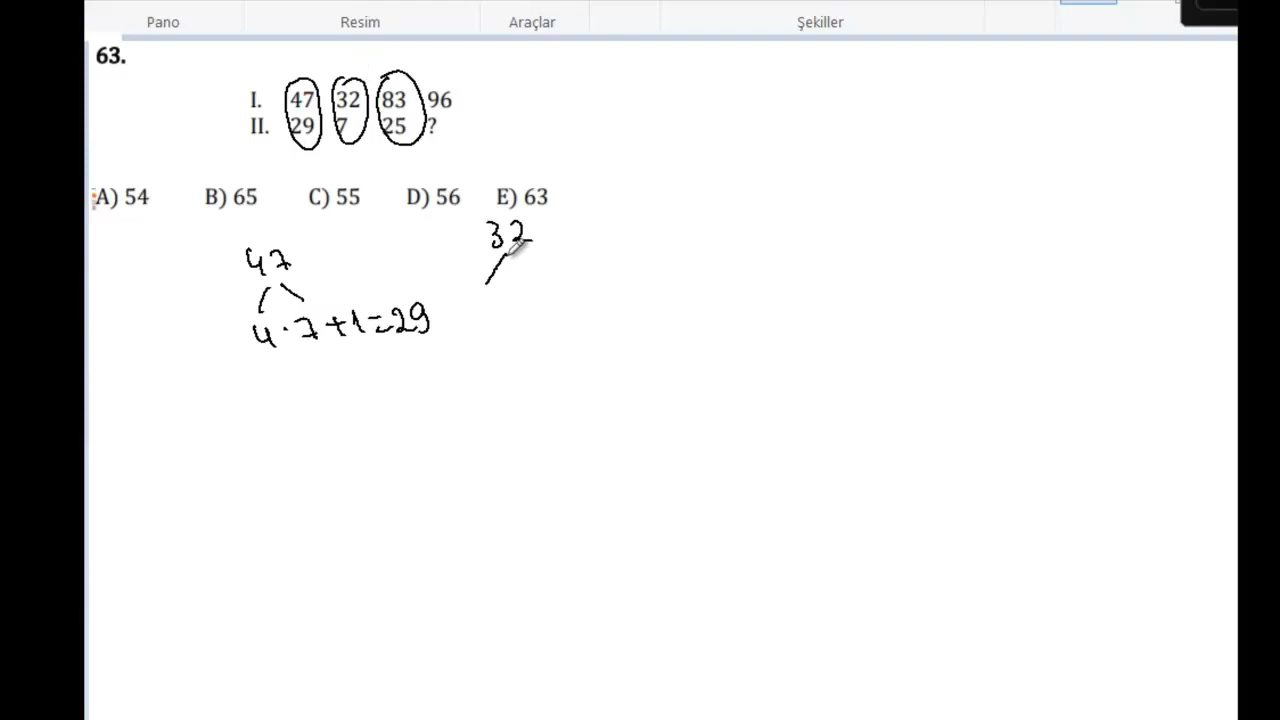 Pano Resim Araçlar Şekiller
63.
I. 47 32 83 96
II. 29 7 25 ?
A) 54 B) 65 C) 55 D) 56 E) 63
32
47
4·7+1=29